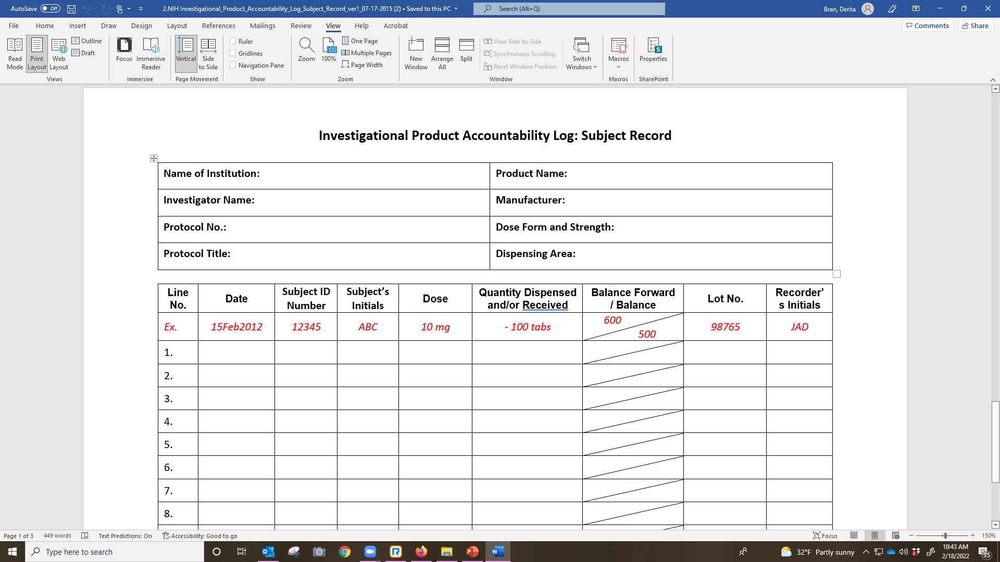 AutoSave Off 2.NIH Investigational_Product_Accountability_Log_Subject_Record_ver1_07-17-2015 (2) • Saved to this PC Search (Alt+Q) Bran, Derita
File Home Insert Draw Design Layout References Mailings Review View Help Acrobat Comments Share
Read Mode
Print Layout
Web Layout
Outline
Draft
Views
Focus
Immersive Reader
Immersive
Vertical
Side to Side
Page Movement
Ruler
Gridlines
Navigation Pane
Show
Zoom
100
100%
One Page
Multiple Pages
Page Width
Zoom
New Window
Arrange All
Split
View Side by Side
Synchronous Scrolling
Reset Window Position
Switch Windows
Window
Macros
Macros
S
Properties
SharePoint
Investigational Product Accountability Log: Subject Record
Name of Institution: Product Name:
Investigator Name: Manufacturer:
Protocol No.: Dose Form and Strength:
Protocol Title: Dispensing Area:
Line No. Date Subject ID Number Subject’s Initials Dose Quantity Dispensed and/or Received Balance Forward / Balance Lot No. Recorder’s Initials
Ex. 15Feb2012 12345 ABC 10 mg - 100 tabs 600 500 98765 JAD
1.
2.
3.
4.
5.
6.
7.
8.
Page 1 of 3 449 words Text Predictions: On Accessibility: Good to go Focus 150%
Type here to search 32°F Partly sunny 10:43 AM
2/18/2022 35